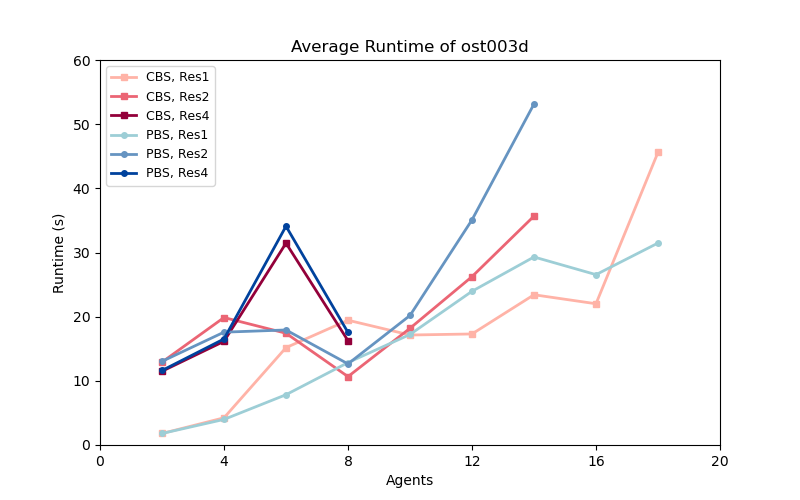 Average Runtime of ost003d
60
50
40
30
20
10
0
Runtime (s)
CBS, Res1
CBS, Res2
CBS, Res4
PBS, Res1
PBS, Res2
PBS, Res4
0 4 8 12 16 20
Agents